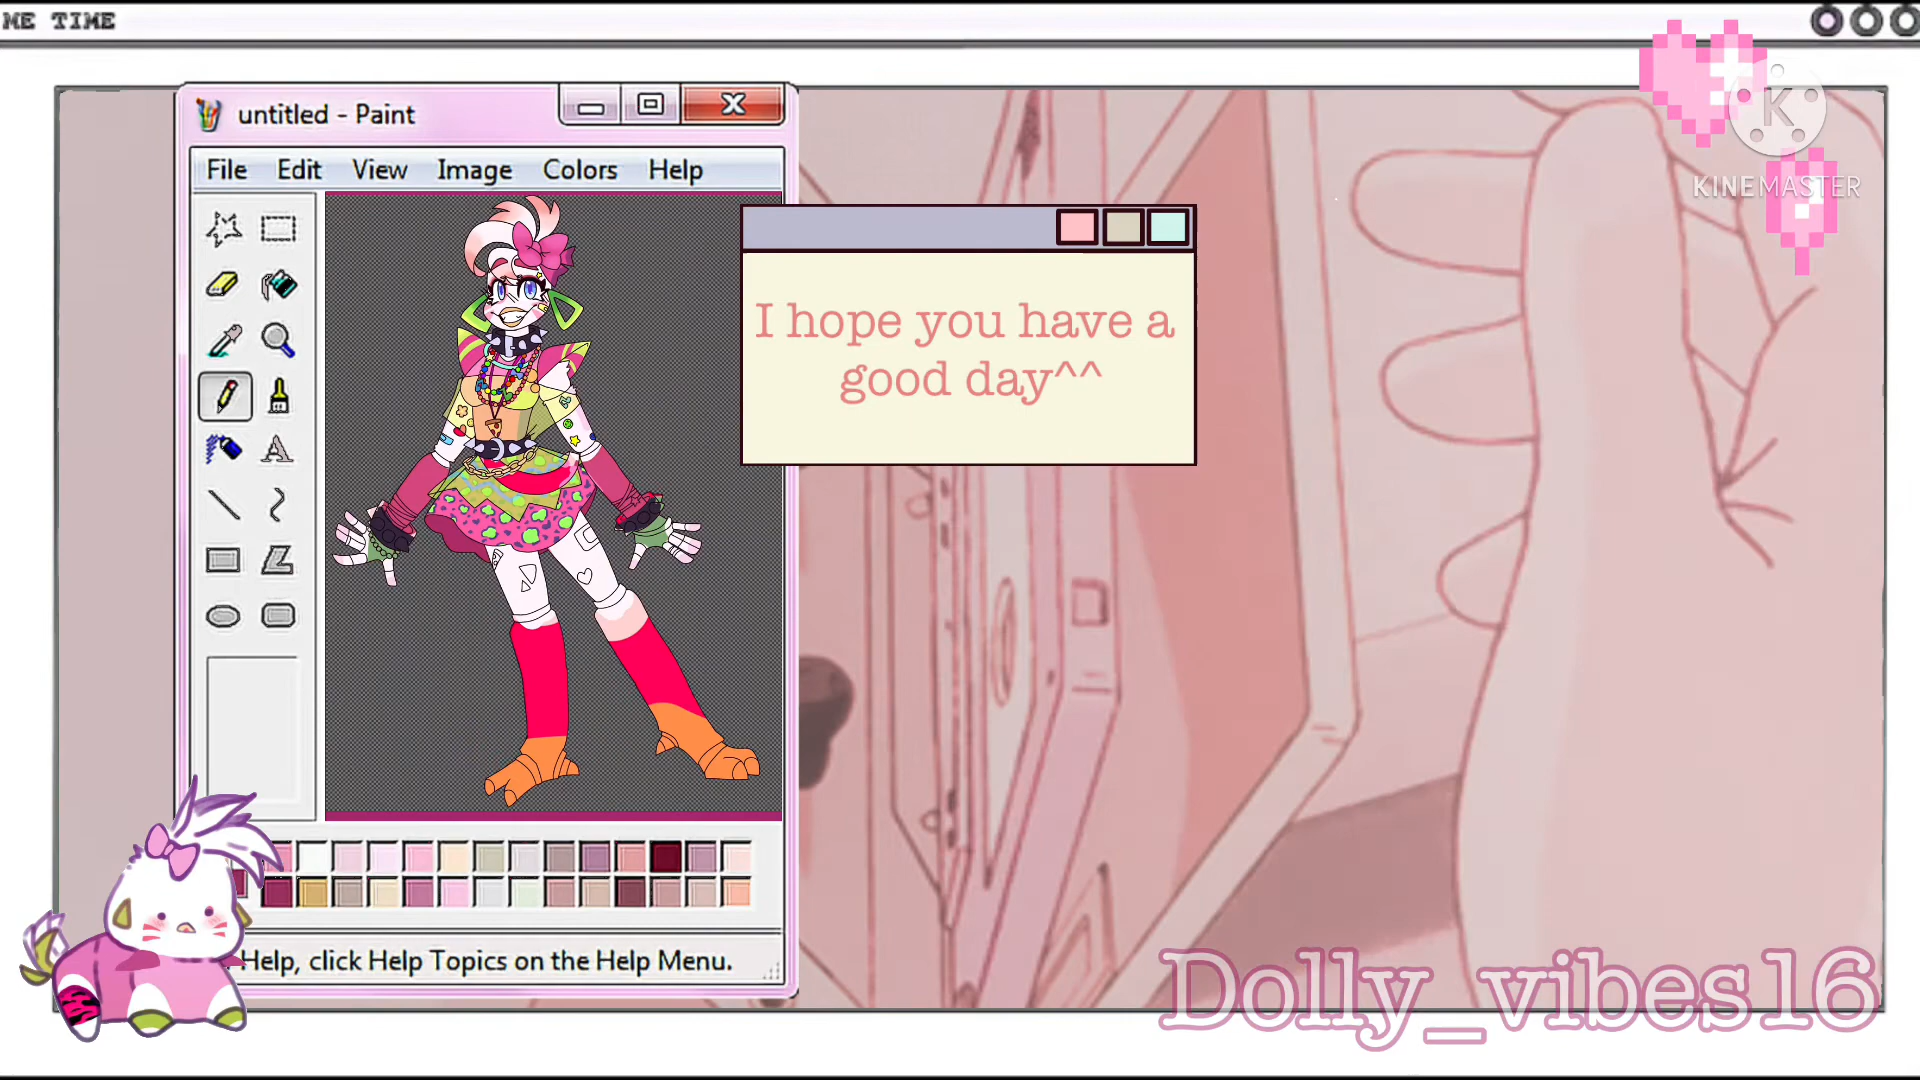 ME TIME
untitled - Paint
File Edit View Image Colors Help
KINEMASTER
I hope you have a
good day^^
Help, click Help Topics on the Help Menu.
Dolly_vibes16